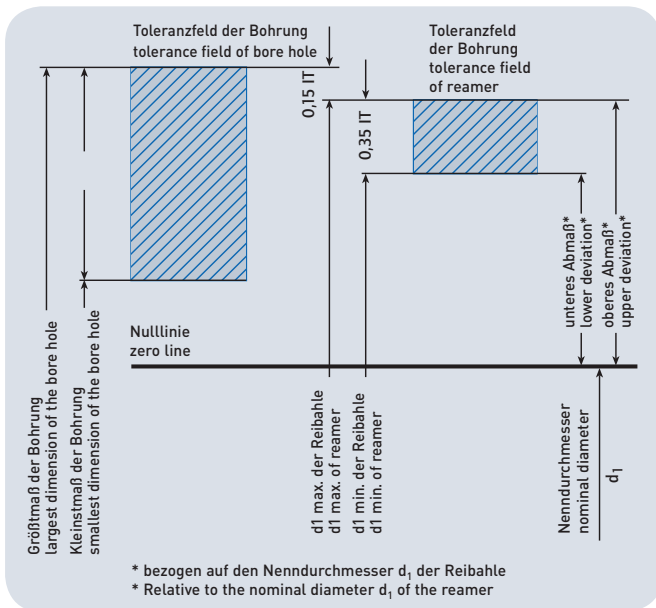 Toleranzfeld der Bohrung
tolerance field of bore hole
Toleranzfeld
der Bohrung
tolerance field
of reamer
0,15 IT
0,35 IT
unteres Abmaß*
lower deviation*
oberes Abmaß*
upper deviation*
Nulllinie
zero line
Größtmaß der Bohrung
largest dimension of the bore hole
Kleinstmaß der Bohrung
smallest dimension of the bore hole
d1 max. der Reibahle
d1 max. of reamer
d1 min. der Reibahle
d1 min. of reamer
Nenndurchmesser
nominal diameter
d₁
* bezogen auf den Nenndurchmesser d₁ der Reibahle
* Relative to the nominal diameter d₁ of the reamer